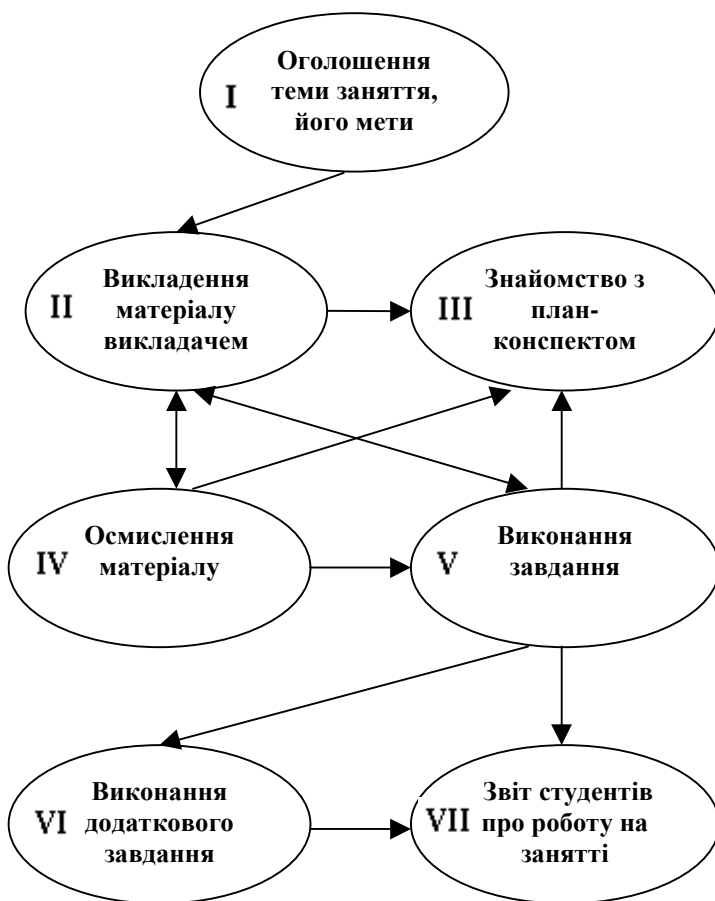 I
Оголошення
теми заняття,
його мети
II
Викладення
матеріалу
викладачем
III
Знайомство з
план-
конспектом
IV
Осмислення
матеріалу
V
Виконання
завдання
VI
Виконання
додаткового
завдання
VII
Звіт студентів
про роботу на
занятті